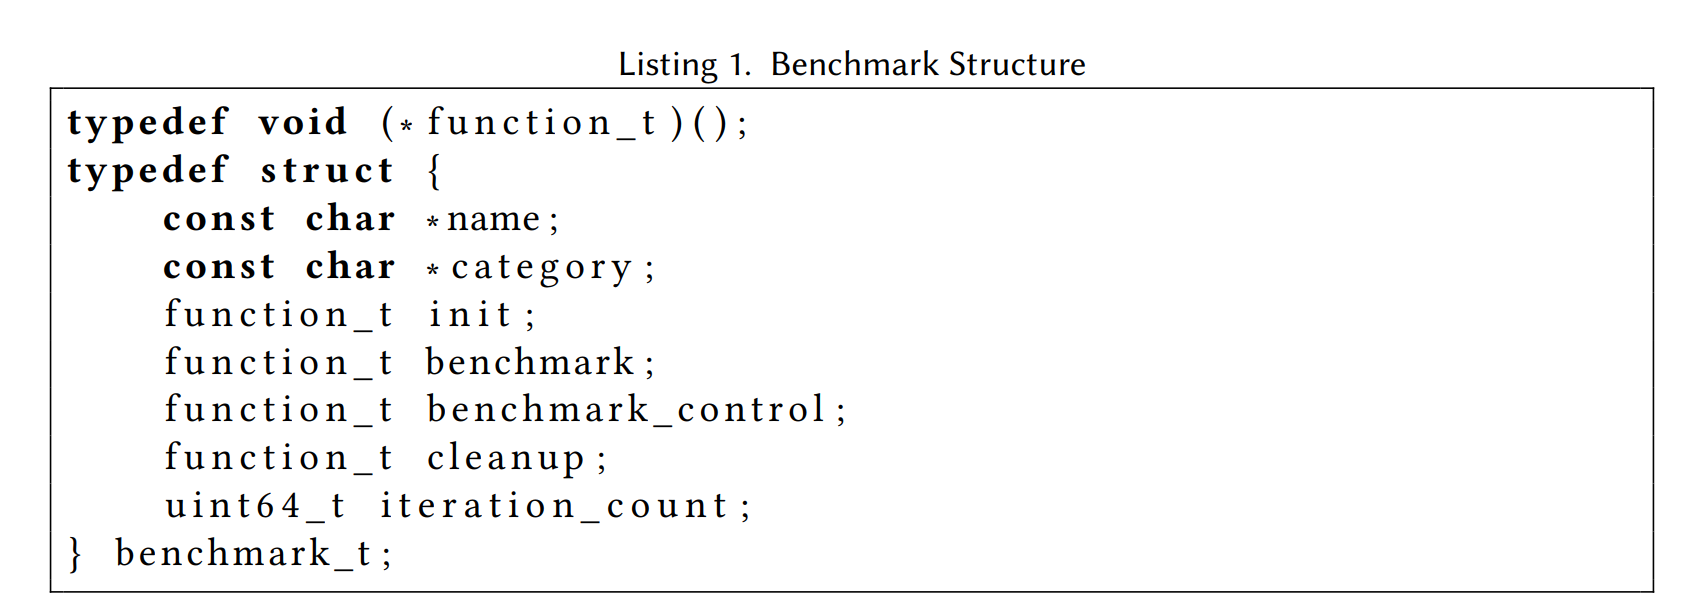 Listing 1. Benchmark Structure
typedef void (*function_t)();
typedef struct {
    const char *name;
    const char *category;
    function_t init;
    function_t benchmark;
    function_t benchmark_control;
    function_t cleanup;
    uint64_t iteration_count;
} benchmark_t;